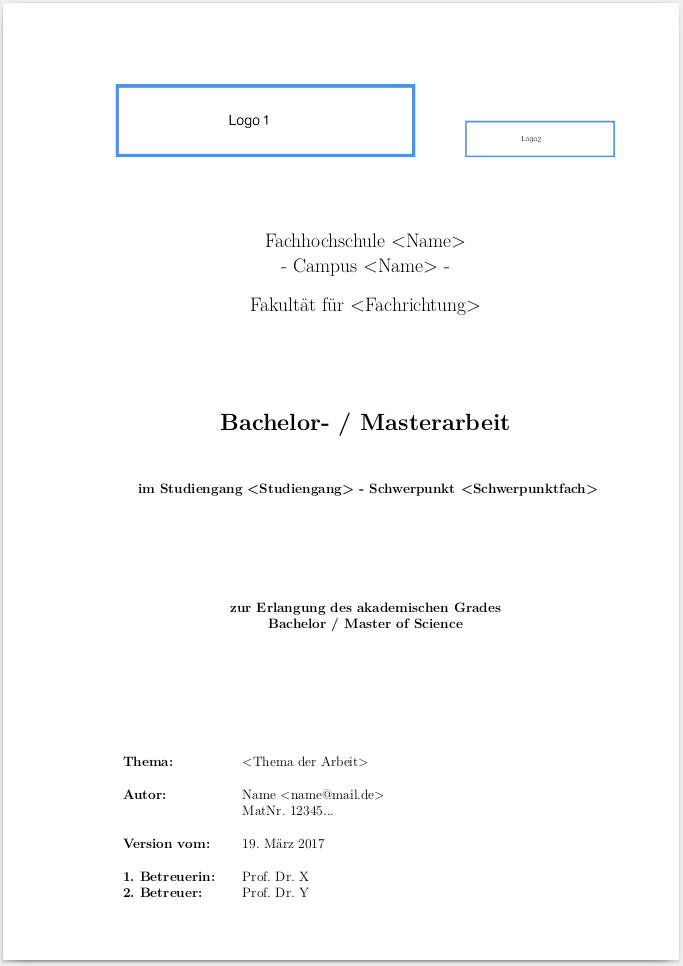 Logo 1
Logo2
Fachhochschule <Name>
- Campus <Name> -
Fakultät für <Fachrichtung>
Bachelor- / Masterarbeit
im Studiengang <Studiengang> - Schwerpunkt <Schwerpunktfach>
zur Erlangung des akademischen Grades
Bachelor / Master of Science
Thema: <Thema der Arbeit>
Autor: Name <name@mail.de>
MatNr. 12345...
Version vom: 19. März 2017
1. Betreuerin: Prof. Dr. X
2. Betreuer: Prof. Dr. Y